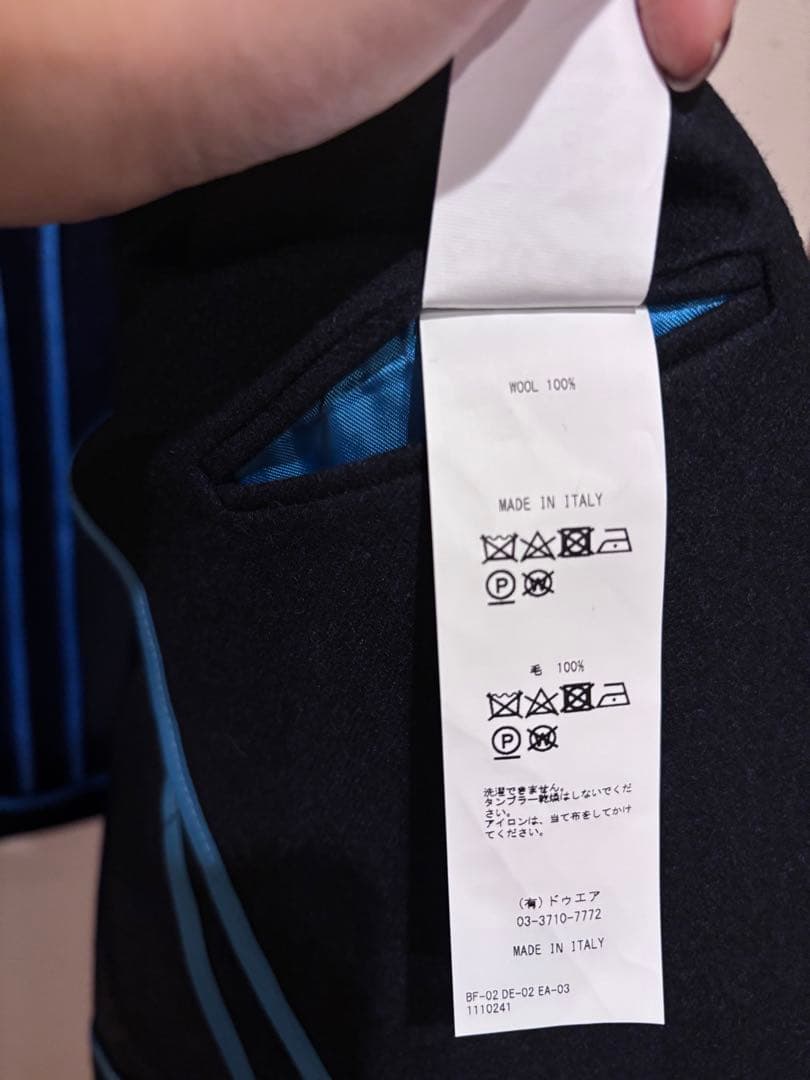 WOOL 100%
MADE IN ITALY
P W
毛 100%
P W
洗濯できません。
タンブラー乾燥はしないでくだ
さい。
アイロンは、当て布をしてかけ
てください。
(有)ドゥエア
03-3710-7772
MADE IN ITALY
BF-02 DE-02 EA-03
1110241